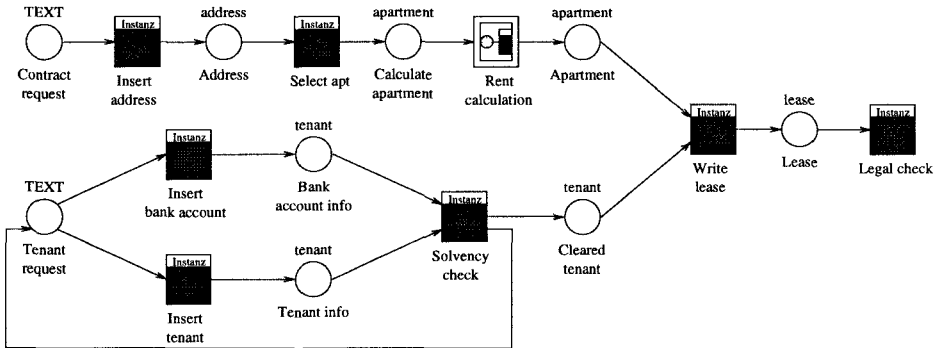 TEXT
address
apartment
apartment
Instanz
Instanz
Contract
request
Insert
address
Address
Select apt
Calculate
apartment
Rent
calculation
Apartment
Instanz
lease
Instanz
Write
lease
Lease
Legal check
TEXT
Instanz
tenant
Insert
bank account
Bank
account info
Instanz
tenant
Tenant
request
Solvency
check
Cleared
tenant
Instanz
tenant
Insert
tenant
Tenant info